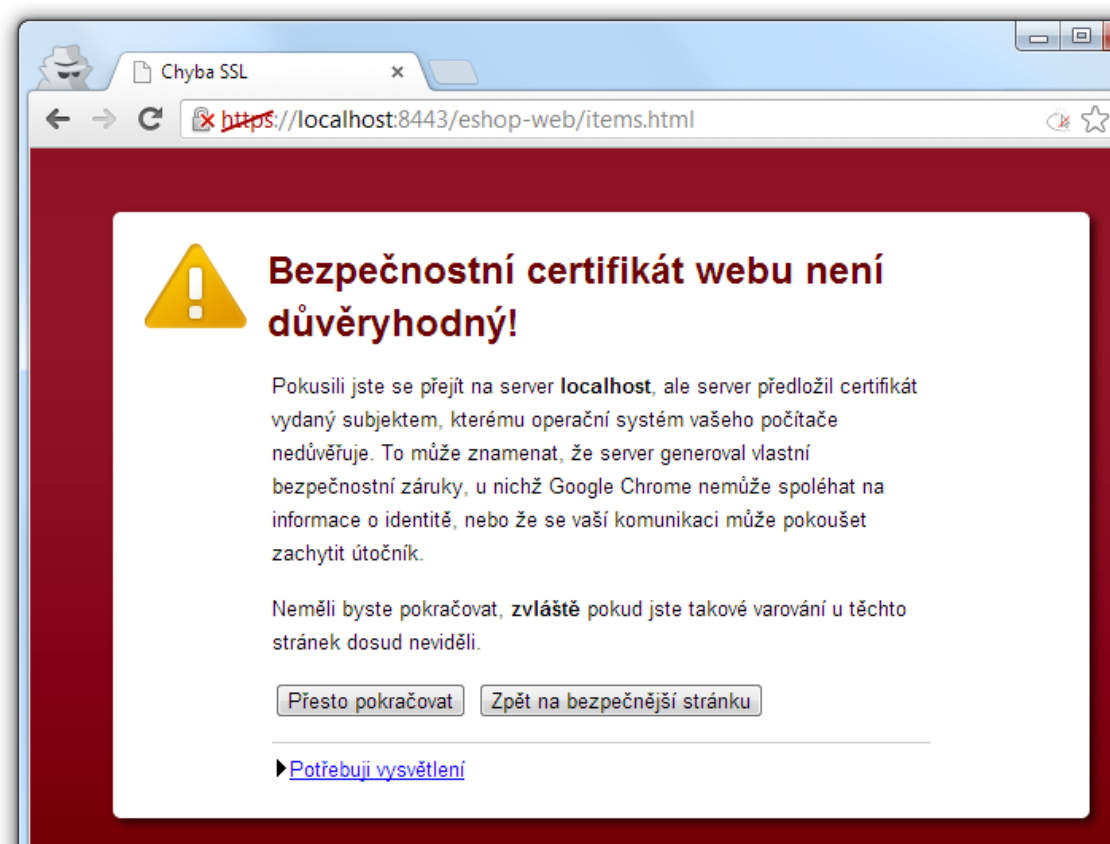 Chyba SSL
https://localhost:8443/eshop-web/items.html
Bezpečnostní certifikát webu není
důvěryhodný!
Pokusili jste se přejít na server localhost, ale server předložil certifikát
vydaný subjektem, kterému operační systém vašeho počítače
nedůvěřuje. To může znamenat, že server generoval vlastní
bezpečnostní záruky, u nichž Google Chrome nemůže spoléhat na
informace o identitě, nebo že se vaší komunikaci může pokoušet
zachytit útočník.
Neměli byste pokračovat, zvláště pokud jste takové varování u těchto
stránek dosud neviděli.
Přesto pokračovat Zpět na bezpečnější stránku
Potřebuji vysvětlení